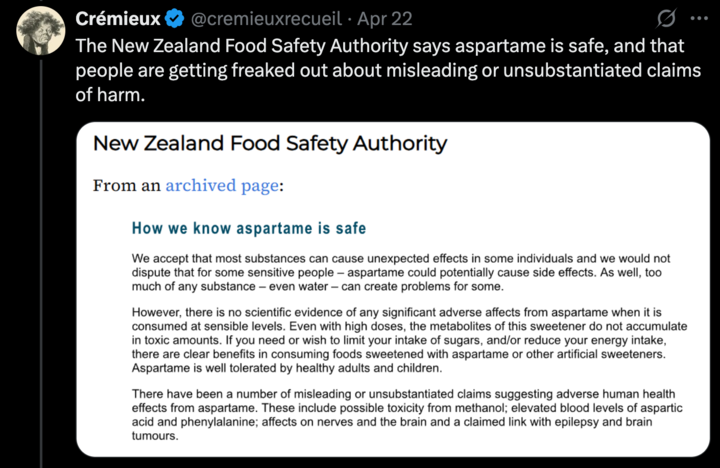 Crémieux @cremieuxrecueil · Apr 22
The New Zealand Food Safety Authority says aspartame is safe, and that
people are getting freaked out about misleading or unsubstantiated claims
of harm.
New Zealand Food Safety Authority
From an archived page:
How we know aspartame is safe
We accept that most substances can cause unexpected effects in some individuals and we would not
dispute that for some sensitive people – aspartame could potentially cause side effects. As well, too
much of any substance – even water – can create problems for some.
However, there is no scientific evidence of any significant adverse affects from aspartame when it is
consumed at sensible levels. Even with high doses, the metabolites of this sweetener do not accumulate
in toxic amounts. If you need or wish to limit your intake of sugars, and/or reduce your energy intake,
there are clear benefits in consuming foods sweetened with aspartame or other artificial sweeteners.
Aspartame is well tolerated by healthy adults and children.
There have been a number of misleading or unsubstantiated claims suggesting adverse human health
effects from aspartame. These include possible toxicity from methanol; elevated blood levels of aspartic
acid and phenylalanine; affects on nerves and the brain and a claimed link with epilepsy and brain
tumours.